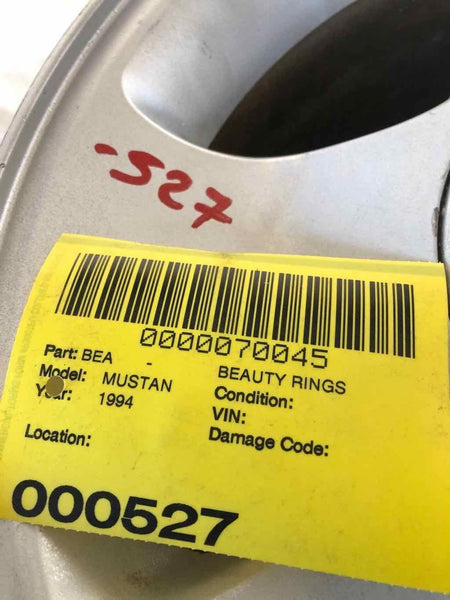 -527
0000070045
Part: BEA - BEAUTY RINGS
Model: MUSTAN Condition:
Year: 1994 VIN:
Location: Damage Code:
000527